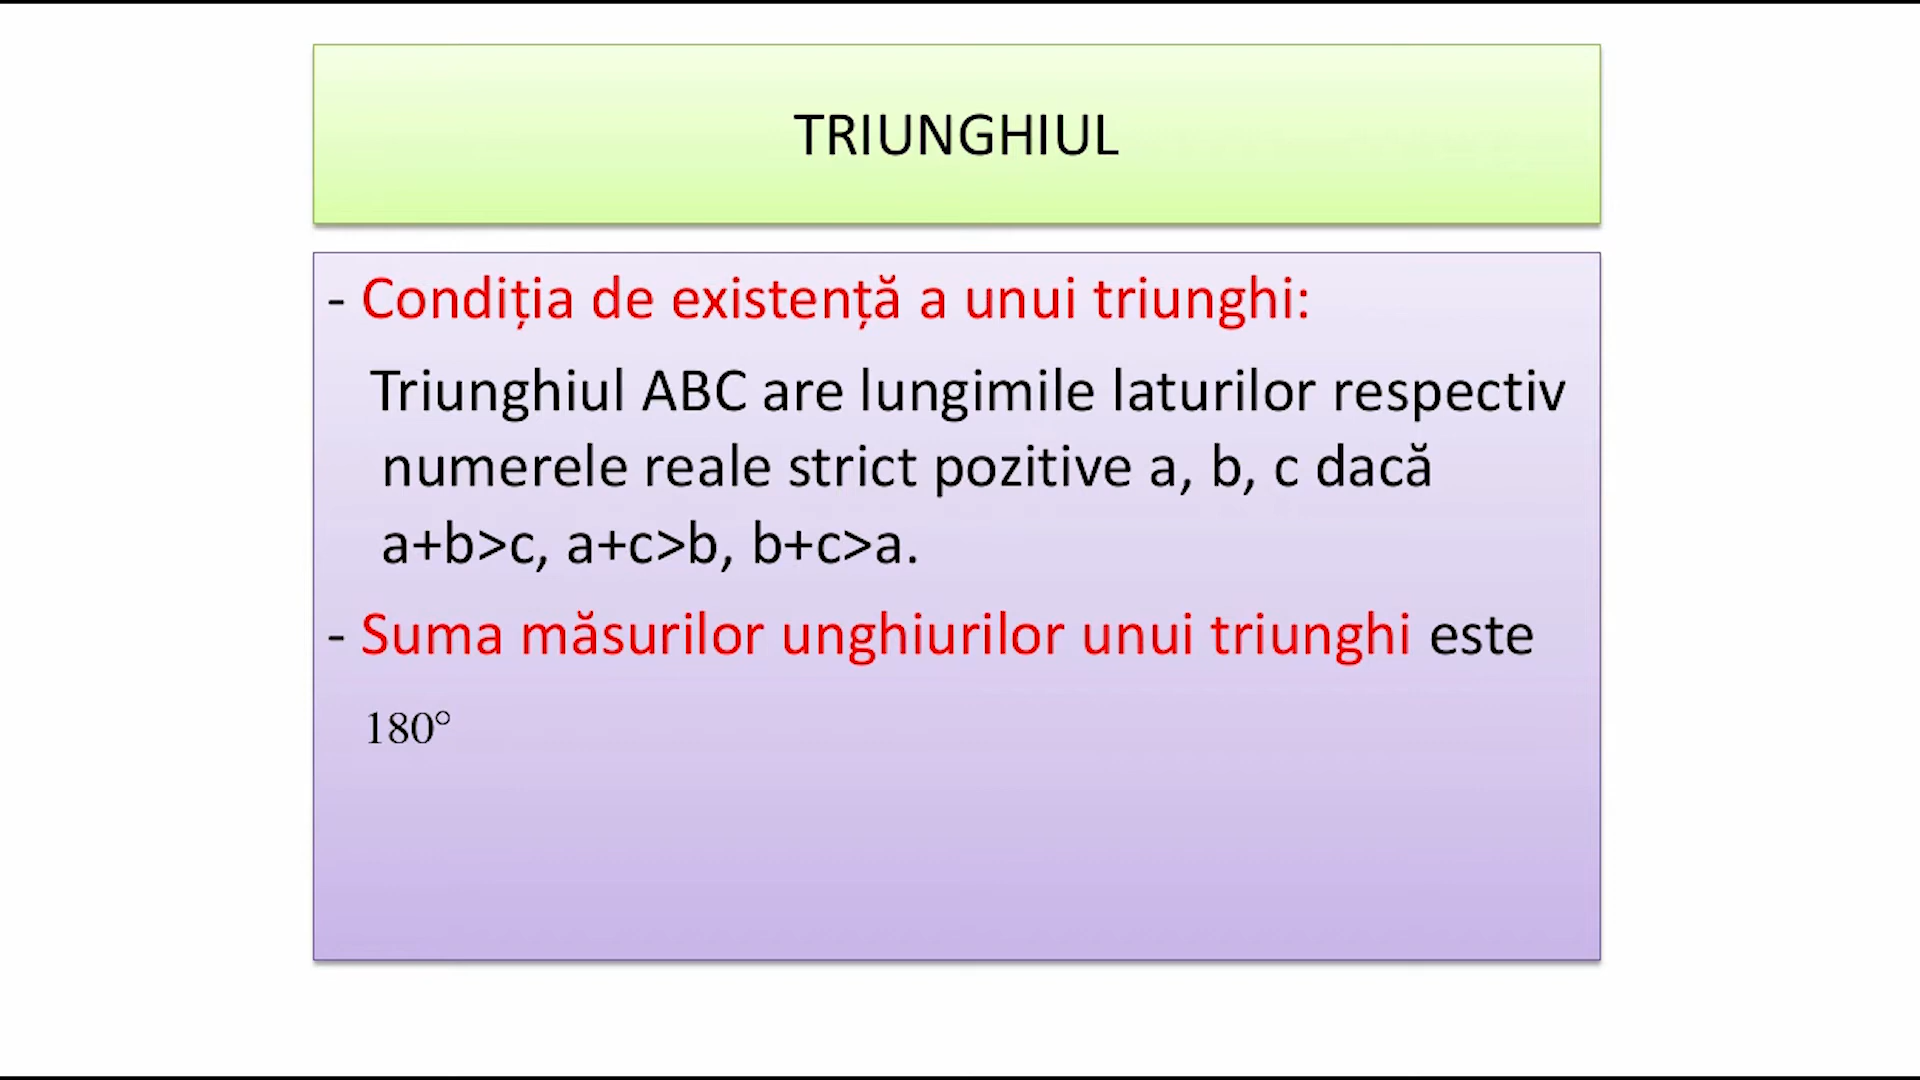 TRIUNGHIUL
- Condiția de existență a unui triunghi:
Triunghiul ABC are lungimile laturilor respectiv
numerele reale strict pozitive a, b, c dacă
a+b>c, a+c>b, b+c>a.
- Suma măsurilor unghiurilor unui triunghi este
180°